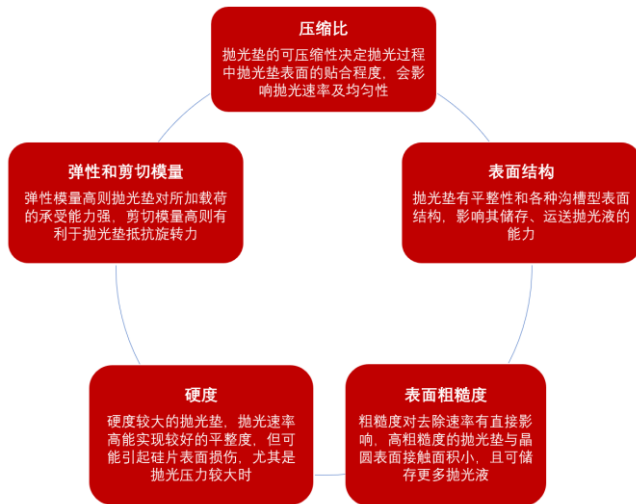 压缩比
抛光垫的可压缩性决定抛光过程
中抛光垫表面的贴合程度，会影
响抛光速率及均匀性
弹性和剪切模量
弹性模量高则抛光垫对所加载荷
的承受能力强，剪切模量高则有
利于抛光垫抵抗旋转力
表面结构
抛光垫有平整性和各种沟槽型表面
结构，影响其储存、运送抛光液的
能力
硬度
硬度较大的抛光垫，抛光速率
高能实现较好的平整度，但可
能引起硅片表面损伤，尤其是
抛光压力较大时
表面粗糙度
粗糙度对去除速率有直接影
响，高粗糙度的抛光垫与晶
圆表面接触面积小，且可储
存更多抛光液